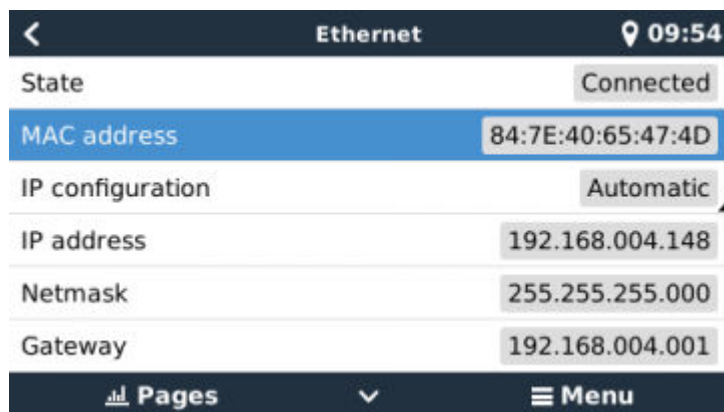 Ethernet 09:54
State Connected
MAC address 84:7E:40:65:47:4D
IP configuration Automatic
IP address 192.168.004.148
Netmask 255.255.255.000
Gateway 192.168.004.001
Pages Menu